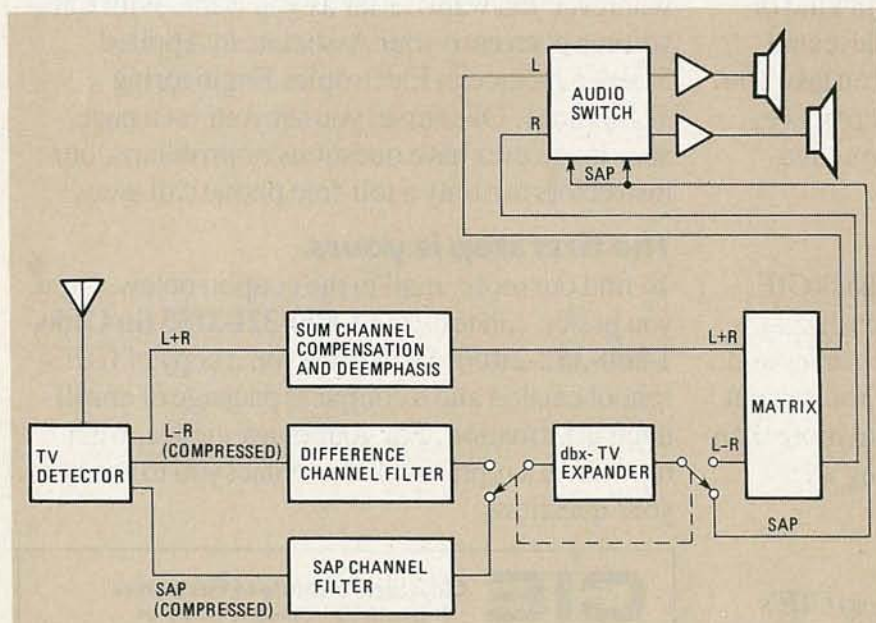 L
R
AUDIO
SWITCH
SAP
L+R
SUM CHANNEL
COMPENSATION
AND DEEMPHASIS
L+R
MATRIX
L-R
(COMPRESSED)
TV
DETECTOR
DIFFERENCE
CHANNEL FILTER
dbx-TV
EXPANDER
L-R
SAP
SAP CHANNEL
FILTER
SAP
(COMPRESSED)